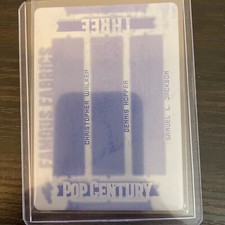 THREE
FAMOUS FABRICS
CHRISTOPHER WALKEN
DENNIS HOPPER
SAMUEL L. JACKSON
POP CENTURY